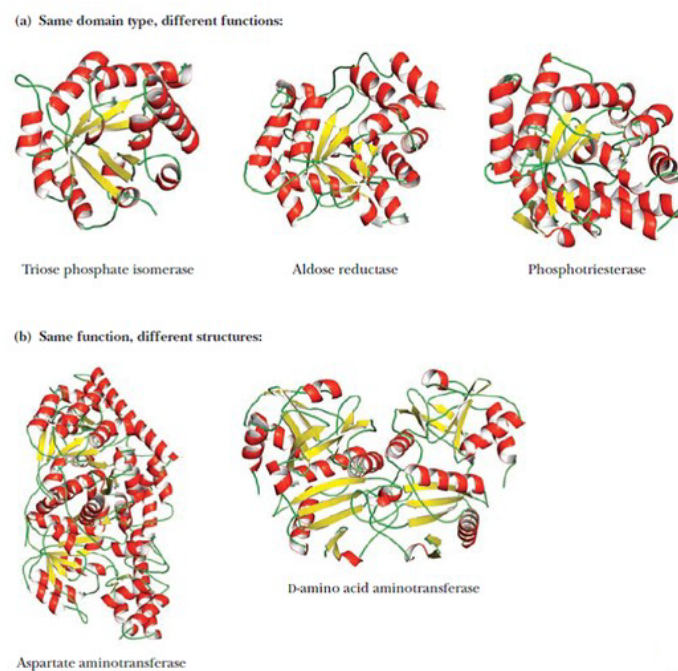 (a) Same domain type, different functions:
Triose phosphate isomerase
Aldose reductase
Phosphotriesterase
(b) Same function, different structures:
D-amino acid aminotransferase
Aspartate aminotransferase